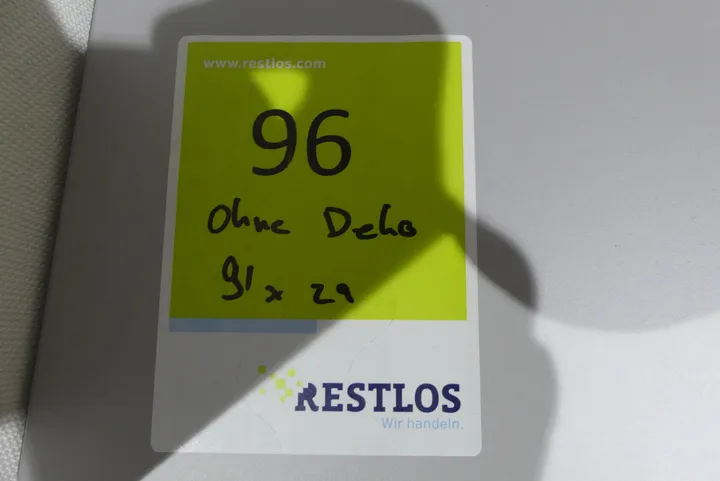 www.restlos.com
96
Ohne Deko
91 x 29
RESTLOS
Wir handeln.